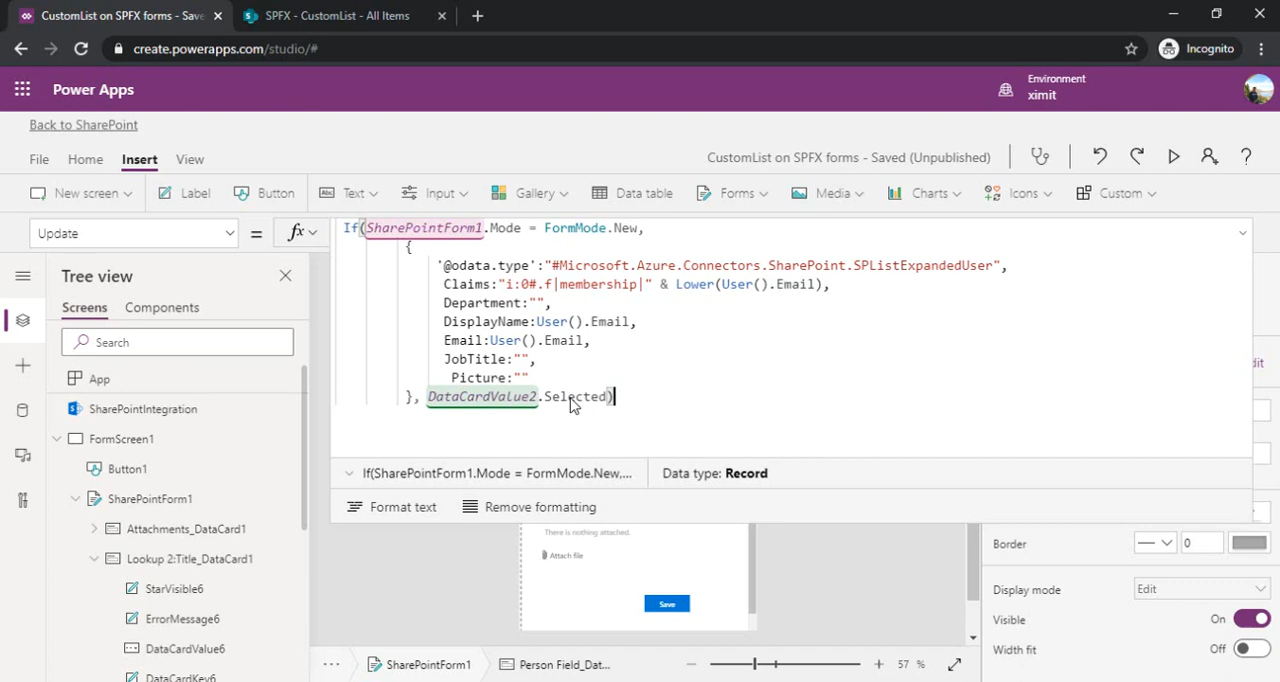 CustomList on SPFX forms - Save
SPFX - CustomList - All Items
create.powerapps.com/studio/#
Incognito
Power Apps
Environment
ximit
Back to SharePoint
File Home Insert View
CustomList on SPFX forms - Saved (Unpublished)
New screen Label Button Text Input Gallery Data table Forms Media Charts Icons Custom
Update = fx
If(SharePointForm1.Mode = FormMode.New,
{
'@odata.type':"#Microsoft.Azure.Connectors.SharePoint.SPListExpandedUser",
Claims:"i:0#.f|membership|" & Lower(User().Email),
Department:"",
DisplayName:User().Email,
Email:User().Email,
JobTitle:"",
Picture:""
}, DataCardValue2.Selected)
If(SharePointForm1.Mode = FormMode.New,... Data type: Record
Format text Remove formatting
Tree view
Screens Components
Search
App
SharePointIntegration
FormScreen1
Button1
SharePointForm1
Attachments_DataCard1
Lookup 2:Title_DataCard1
StarVisible6
ErrorMessage6
DataCardValue6
DataCardKey6
There is nothing attached.
Attach file
Save
dit
Border 0
Display mode Edit
Visible On
Width fit Off
... SharePointForm1 Person Field_Dat... 57 %